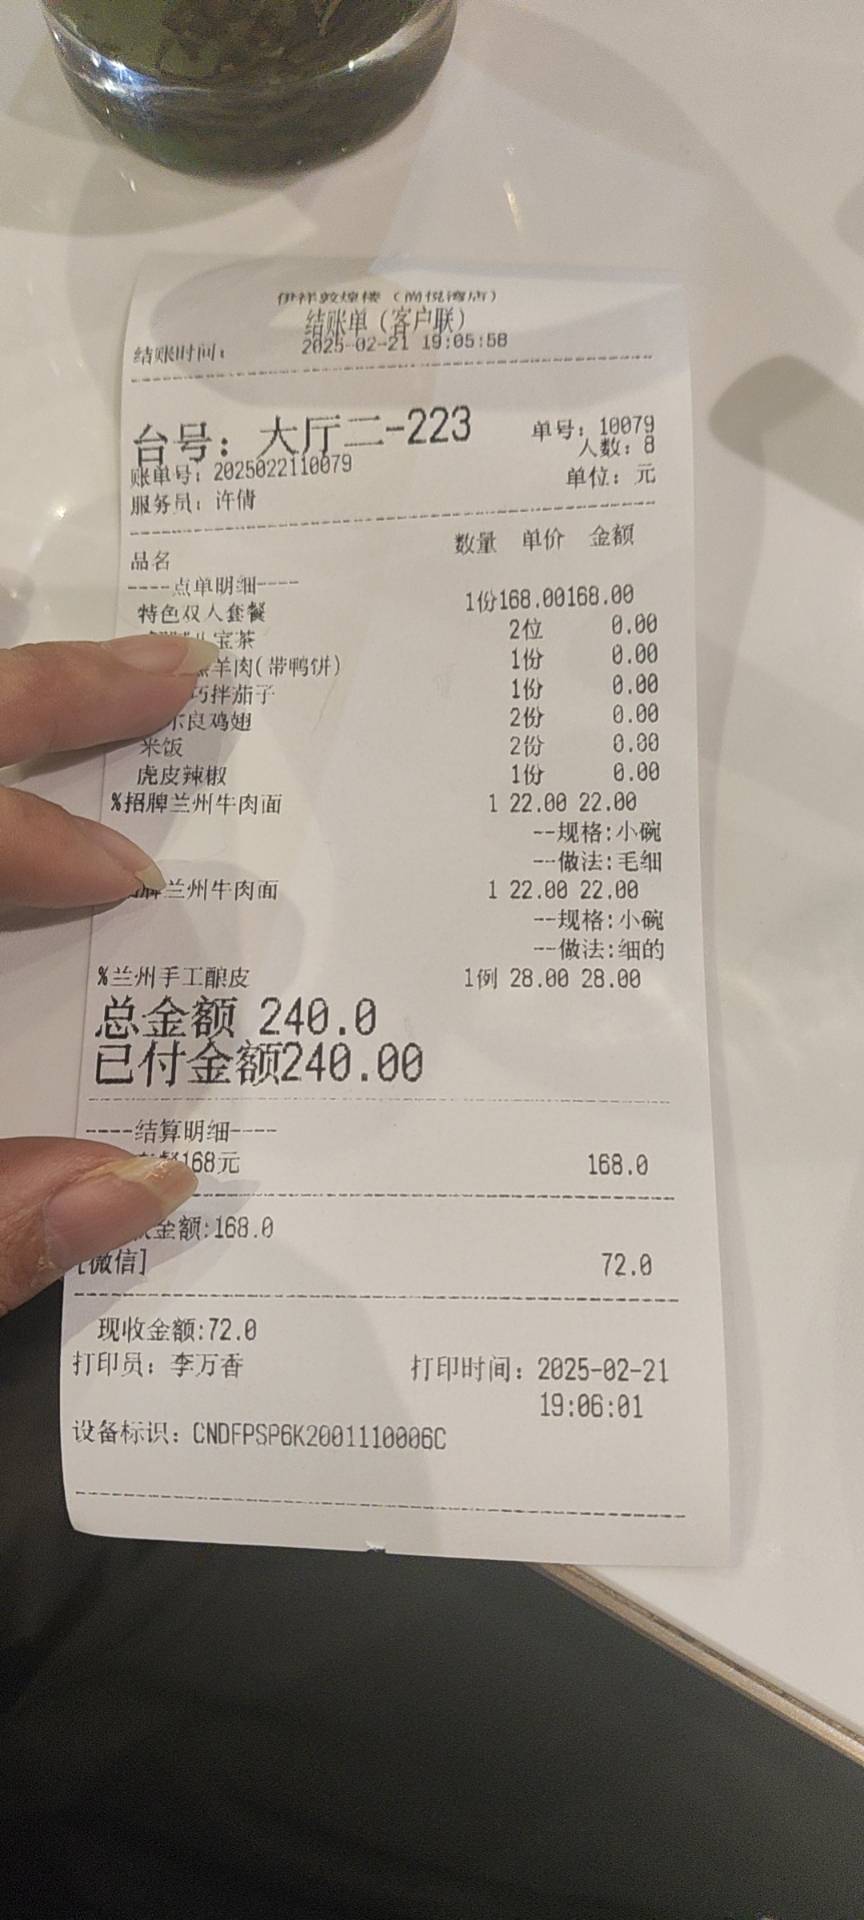 伊祥敦煌楼（尚悦湾店）
结账单（客户联）
结账时间： 2025-02-21 19:05:58
台号：大厅二-223 单号：10079
人数：8
账单号：2025022110079
服务员：许倩 单位：元
品名 数量 单价 金额
----点单明细----
特色双人套餐 1份168.00168.00
宝茶 2位 0.00
羊肉(带鸭饼) 1份 0.00
巧拌茄子 1份 0.00
不良鸡翅 2份 0.00
米饭 2份 0.00
虎皮辣椒 1份 0.00
%招牌兰州牛肉面 1 22.00 22.00
--规格:小碗
--做法:毛细
牌兰州牛肉面 1 22.00 22.00
--规格:小碗
--做法:细的
%兰州手工酿皮 1例 28.00 28.00
总金额 240.0
已付金额240.00
----结算明细----
168元 168.0
金额:168.0
[微信] 72.0
现收金额:72.0
打印员：李万香 打印时间：2025-02-21
19:06:01
设备标识：CNDFPSP6K2001110006C